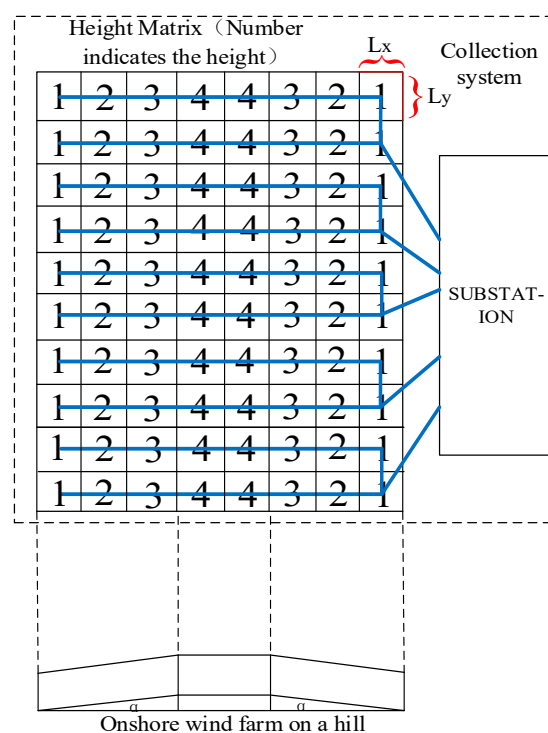 Height Matrix（Number
indicates the height）
Lx
Collection
system
Ly
1 2 3 4 4 3 2 1
1 2 3 4 4 3 2 1
1 2 3 4 4 3 2 1
1 2 3 4 4 3 2 1
1 2 3 4 4 3 2 1
1 2 3 4 4 3 2 1
1 2 3 4 4 3 2 1
1 2 3 4 4 3 2 1
1 2 3 4 4 3 2 1
1 2 3 4 4 3 2 1
SUBSTAT-
ION
α α
Onshore wind farm on a hill